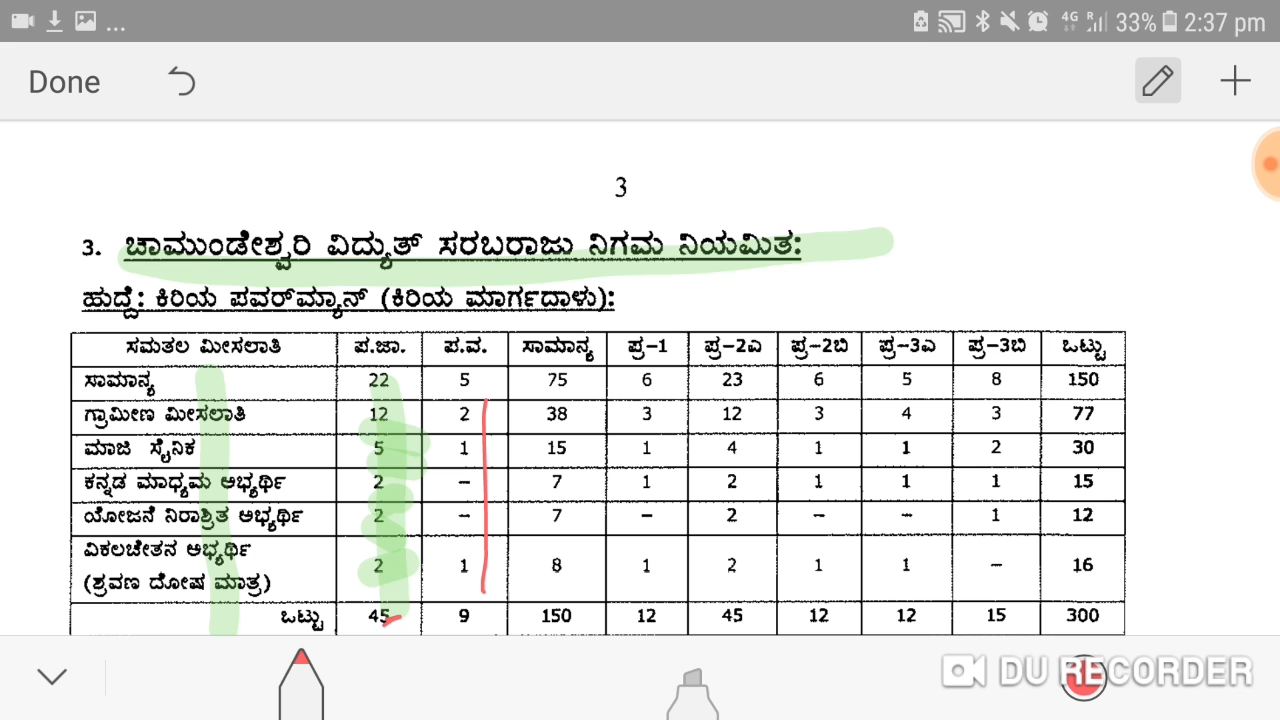 ... 4G R 33% 2:37 pm
Done
3
3. ಚಾಮುಂಡೇಶ್ವರಿ ವಿದ್ಯುತ್ ಸರಬರಾಜು ನಿಗಮ ನಿಯಮಿತ:
ಹುದ್ದೆ: ಕಿರಿಯ ಪವರ್‌ಮ್ಯಾನ್ (ಕಿರಿಯ ಮಾರ್ಗದಾಳು):
ಸಮತಲ ಮೀಸಲಾತಿ ಪ.ಜಾ. ಪ.ವ. ಸಾಮಾನ್ಯ ಪ್ರ-1 ಪ್ರ-2ಎ ಪ್ರ-2ಬಿ ಪ್ರ-3ಎ ಪ್ರ-3ಬಿ ಒಟ್ಟು
ಸಾಮಾನ್ಯ 22 5 75 6 23 6 5 8 150
ಗ್ರಾಮೀಣ ಮೀಸಲಾತಿ 12 2 38 3 12 3 4 3 77
ಮಾಜಿ ಸೈನಿಕ 5 1 15 1 4 1 1 2 30
ಕನ್ನಡ ಮಾಧ್ಯಮ ಅಭ್ಯರ್ಥಿ 2 - 7 1 2 1 1 1 15
ಯೋಜನೆ ನಿರಾಶ್ರಿತ ಅಭ್ಯರ್ಥಿ 2 - 7 - 2 - - 1 12
ವಿಕಲಚೇತನ ಅಭ್ಯರ್ಥಿ
(ಶ್ರವಣ ದೋಷ ಮಾತ್ರ) 2 1 8 1 2 1 1 - 16
ಒಟ್ಟು 45 9 150 12 45 12 12 15 300
DU RECORDER